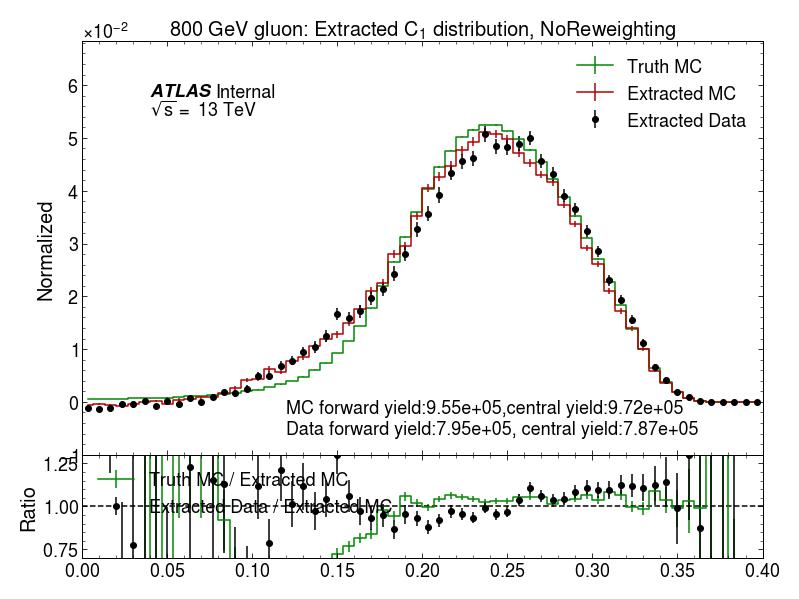 ×10⁻²
800 GeV gluon: Extracted C₁ distribution, NoReweighting
ATLAS Internal
√s = 13 TeV
Truth MC
Extracted MC
Extracted Data
Normalized
6
5
4
3
2
1
0
MC forward yield:9.55e+05,central yield:9.72e+05
Data forward yield:7.95e+05, central yield:7.87e+05
Truth MC / Extracted MC
Extracted Data / Extracted MC
Ratio
1.25
1.00
0.75
0.00 0.05 0.10 0.15 0.20 0.25 0.30 0.35 0.40